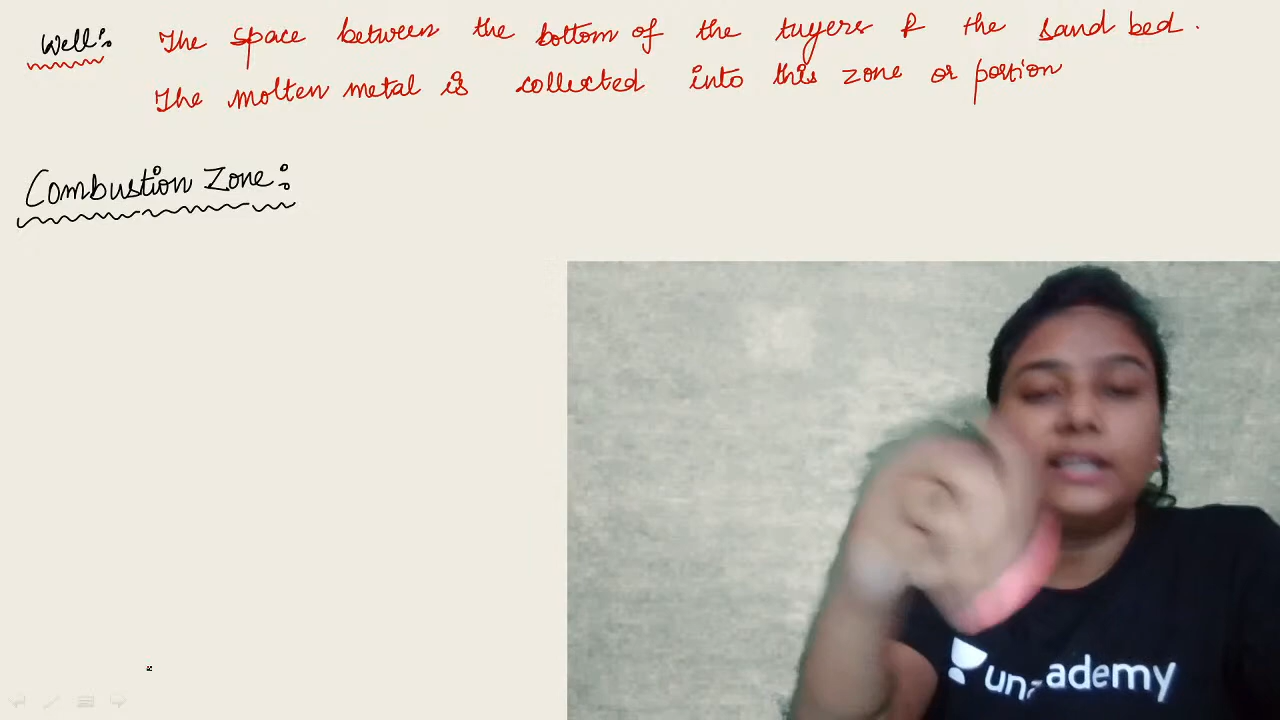 Well:. The space between the bottom of the tuyers & the sand bed.
The molten metal is collected into this zone or portion
Combustion Zone:
unacademy